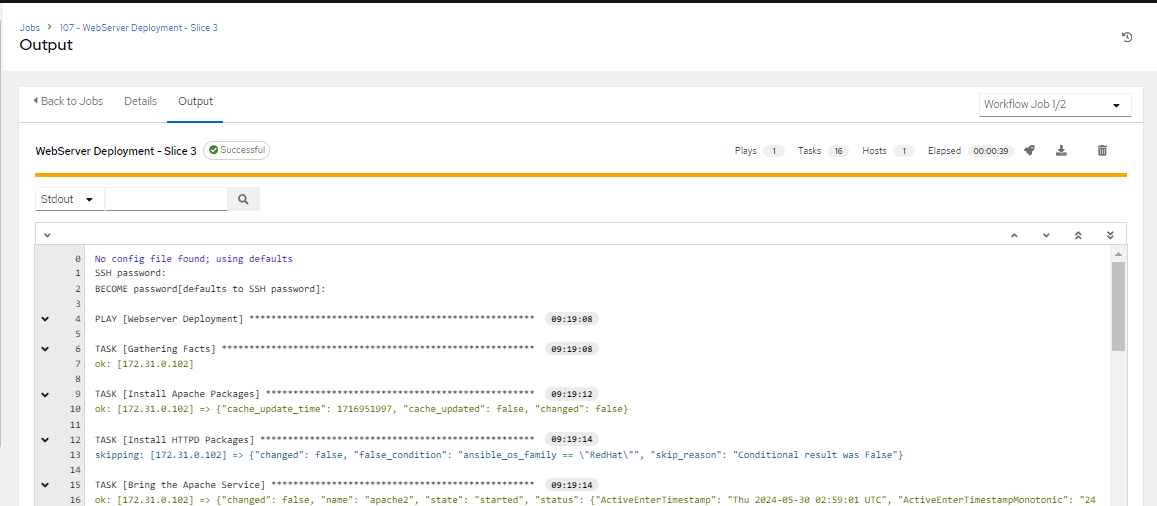 Jobs > 107 - WebServer Deployment - Slice 3
Output
Back to Jobs Details Output Workflow Job 1/2
WebServer Deployment - Slice 3 Successful Plays 1 Tasks 16 Hosts 1 Elapsed 00:00:39
Stdout
0 No config file found; using defaults
1 SSH password:
2 BECOME password[defaults to SSH password]:
3
4 PLAY [Webserver Deployment] **************************************************** 09:19:08
5
6 TASK [Gathering Facts] ********************************************************* 09:19:08
7 ok: [172.31.0.102]
8
9 TASK [Install Apache Packages] ************************************************* 09:19:12
10 ok: [172.31.0.102] => {"cache_update_time": 1716951997, "cache_updated": false, "changed": false}
11
12 TASK [Install HTTPD Packages] ************************************************** 09:19:14
13 skipping: [172.31.0.102] => {"changed": false, "false_condition": "ansible_os_family == \"RedHat\"", "skip_reason": "Conditional result was False"}
14
15 TASK [Bring the Apache Service] ************************************************ 09:19:14
16 ok: [172.31.0.102] => {"changed": false, "name": "apache2", "state": "started", "status": {"ActiveEnterTimestamp": "Thu 2024-05-30 02:59:01 UTC", "ActiveEnterTimestampMonotonic": "24